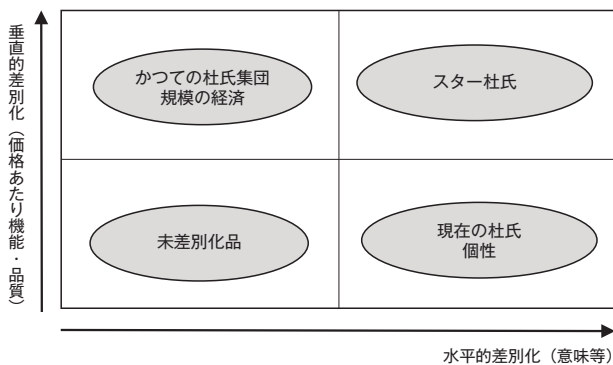 垂直的差別化（価格あたり機能・品質）
かつての杜氏集団
規模の経済
スター杜氏
未差別化品
現在の杜氏
個性
水平的差別化（意味等）